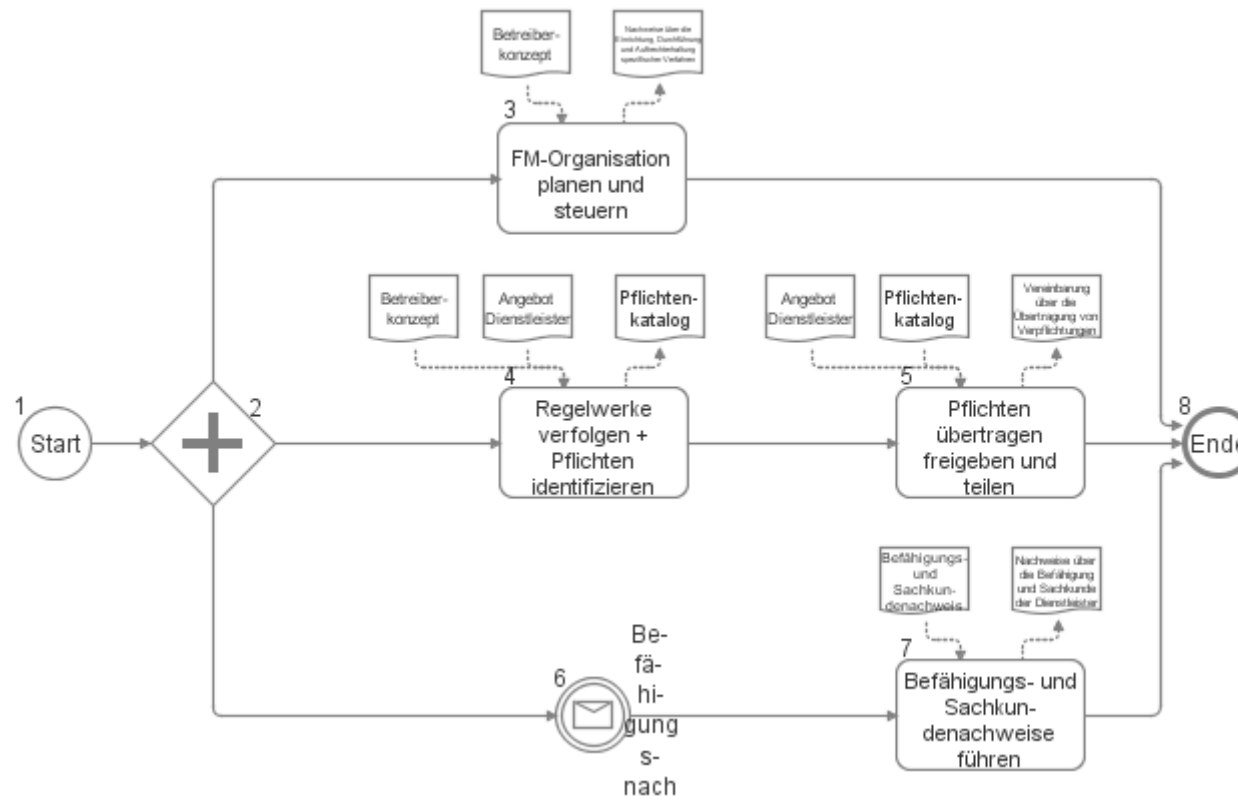 Betreiber-
konzept
Nachweise über die
Einrichtung, Durchführung
und Aufrechterhaltung
spezifischer Verfahren
3
FM-Organisation
planen und
steuern
Betreiber-
konzept
Angebot
Dienstleister
Pflichten-
katalog
Angebot
Dienstleister
Pflichten-
katalog
Vereinbarung
über die
Übertragung von
Verpflichtungen
1
Start
2
4
Regelwerke
verfolgen +
Pflichten
identifizieren
5
Pflichten
übertragen
freigeben und
teilen
8
Ende
Befähigungs-
und
Sachkun-
denachweis
Nachweise über
die Befähigung
und Sachkunde
der Dienstleister
6
Be-
fä-
hi-
gung
s-
nach
7
Befähigungs- und
Sachkun-
denachweise
führen